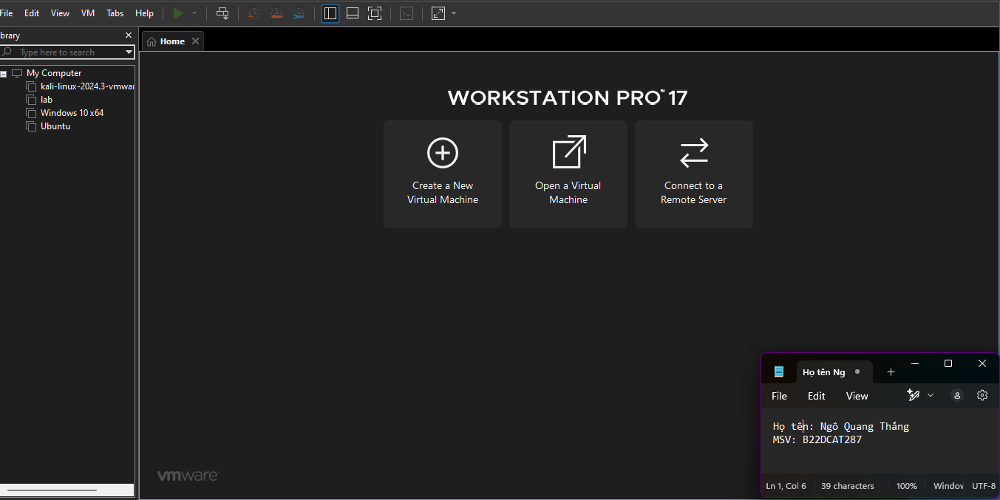 File Edit View VM Tabs Help
brary
Type here to search
My Computer
kali-linux-2024.3-vmwar
lab
Windows 10 x64
Ubuntu
Home
WORKSTATION PRO™ 17
Create a New
Virtual Machine
Open a Virtual
Machine
Connect to a
Remote Server
vmware
Họ tên Ng
File Edit View
Họ tên: Ngô Quang Thắng
MSV: B22DCAT287
Ln 1, Col 6 39 characters 100% Window UTF-8